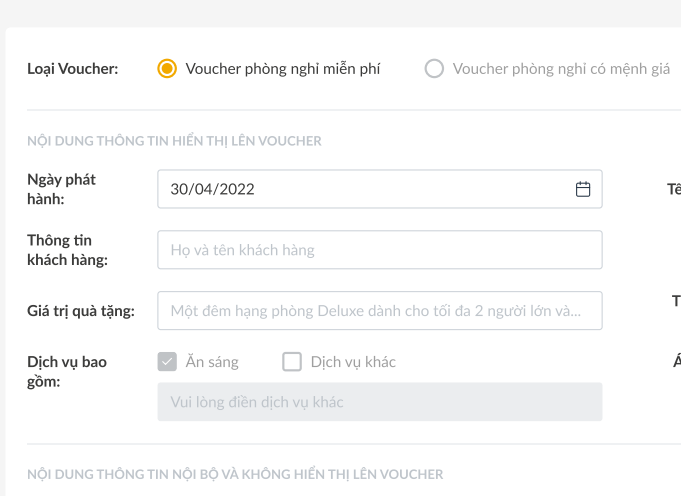 Loại Voucher: Voucher phòng nghỉ miễn phí Voucher phòng nghỉ có mệnh giá
NỘI DUNG THÔNG TIN HIỂN THỊ LÊN VOUCHER
Ngày phát
hành:
30/04/2022
Tê
Thông tin
khách hàng:
Họ và tên khách hàng
Giá trị quà tặng: Một đêm hạng phòng Deluxe dành cho tối đa 2 người lớn và...
T
Dịch vụ bao
gồm:
Ăn sáng Dịch vụ khác
Á
Vui lòng điền dịch vụ khác
NỘI DUNG THÔNG TIN NỘI BỘ VÀ KHÔNG HIỂN THỊ LÊN VOUCHER